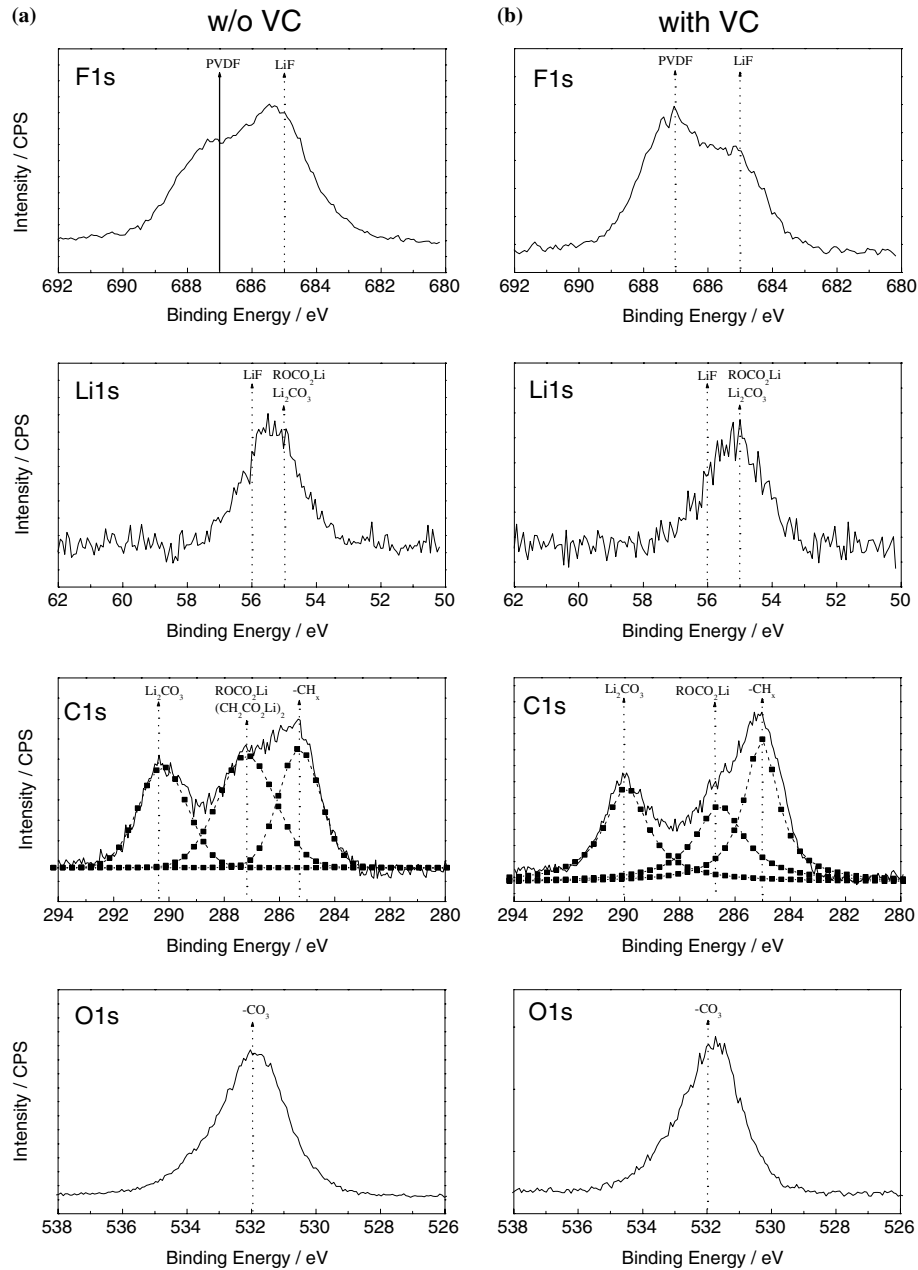 (a) w/o VC
(b) with VC
F1s
PVDF LiF
Intensity / CPS
692 690 688 686 684 682 680
Binding Energy / eV
F1s
PVDF LiF
692 690 688 686 684 682 680
Binding Energy / eV
Li1s
LiF ROCO₂Li
Li₂CO₃
Intensity / CPS
62 60 58 56 54 52 50
Binding Energy / eV
Li1s
LiF ROCO₂Li
Li₂CO₃
62 60 58 56 54 52 50
Binding Energy / eV
C1s
Li₂CO₃ ROCO₂Li -CHₓ
(CH₂CO₂Li)₂
Intensity / CPS
294 292 290 288 286 284 282 280
Binding Energy / eV
C1s
Li₂CO₃ ROCO₂Li -CHₓ
294 292 290 288 286 284 282 280
Binding Energy / eV
O1s
-CO₃
Intensity / CPS
538 536 534 532 530 528 526
Binding Energy / eV
O1s
-CO₃
538 536 534 532 530 528 526
Binding Energy / eV